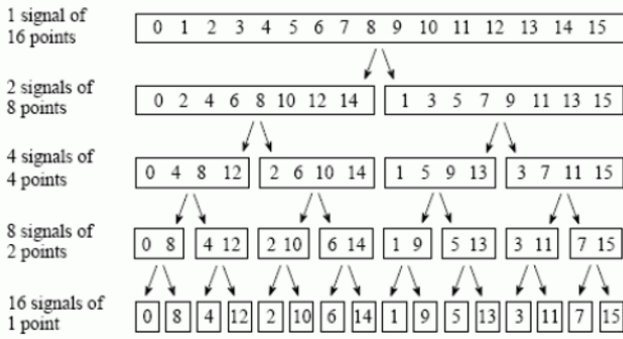 1 signal of
16 points
0 1 2 3 4 5 6 7 8 9 10 11 12 13 14 15
2 signals of
8 points
0 2 4 6 8 10 12 14 1 3 5 7 9 11 13 15
4 signals of
4 points
0 4 8 12 2 6 10 14 1 5 9 13 3 7 11 15
8 signals of
2 points
0 8 4 12 2 10 6 14 1 9 5 13 3 11 7 15
16 signals of
1 point
0 8 4 12 2 10 6 14 1 9 5 13 3 11 7 15